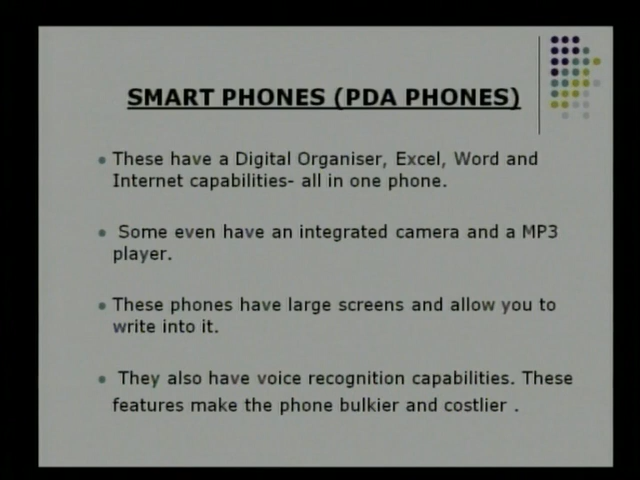 SMART PHONES (PDA PHONES)
These have a Digital Organiser, Excel, Word and
Internet capabilities- all in one phone.
Some even have an integrated camera and a MP3
player.
These phones have large screens and allow you to
write into it.
They also have voice recognition capabilities. These
features make the phone bulkier and costlier .